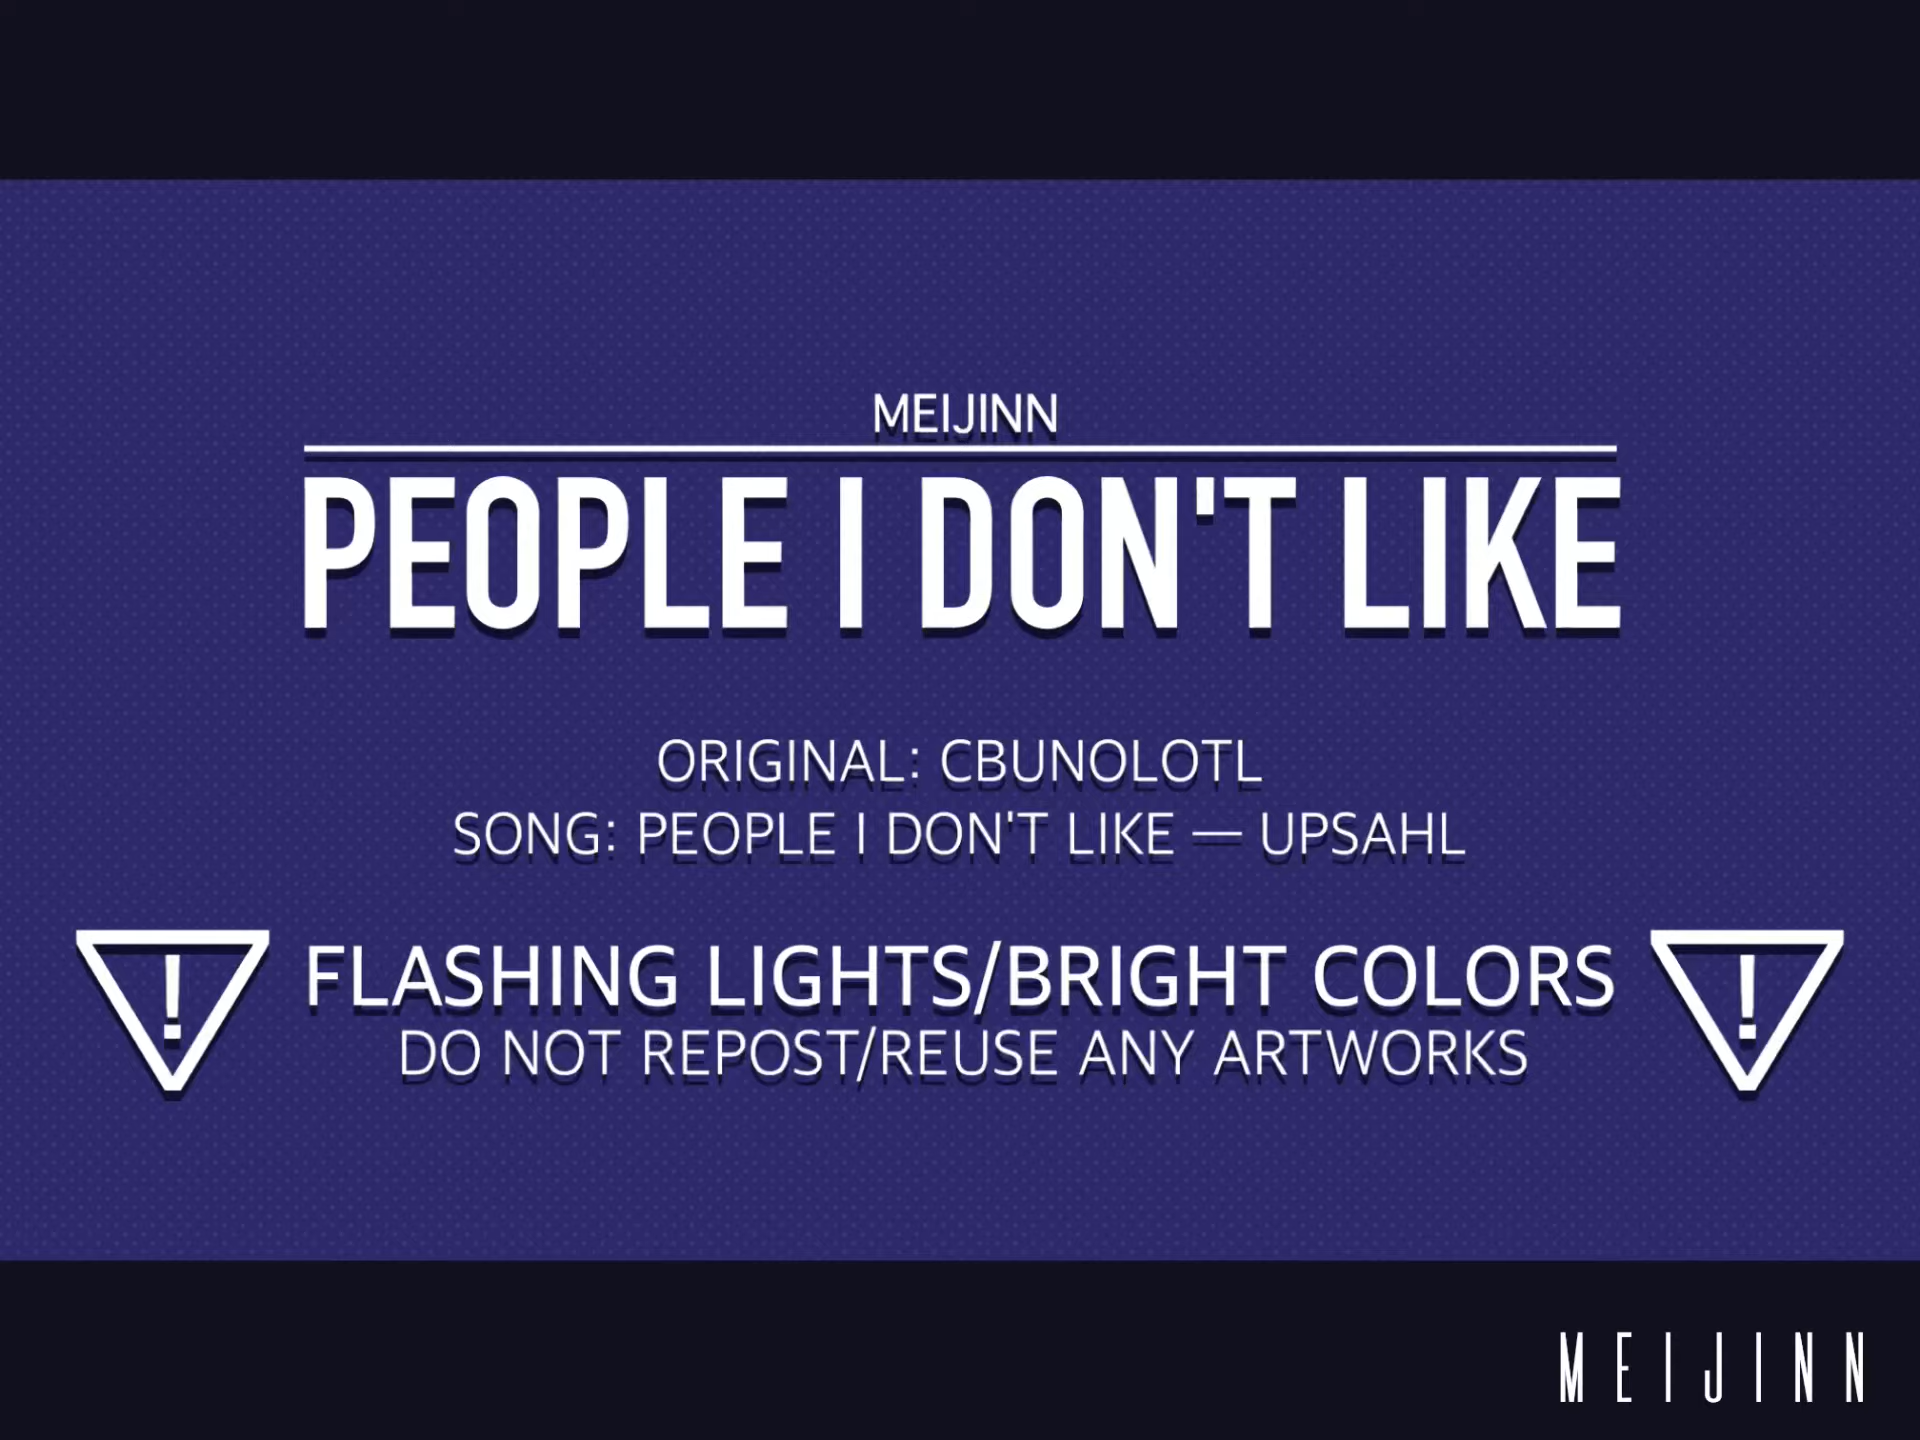 MEIJINN
PEOPLE I DON'T LIKE
ORIGINAL: CBUNOLOTL
SONG: PEOPLE I DON'T LIKE — UPSAHL
! FLASHING LIGHTS/BRIGHT COLORS !
DO NOT REPOST/REUSE ANY ARTWORKS
MEIJINN